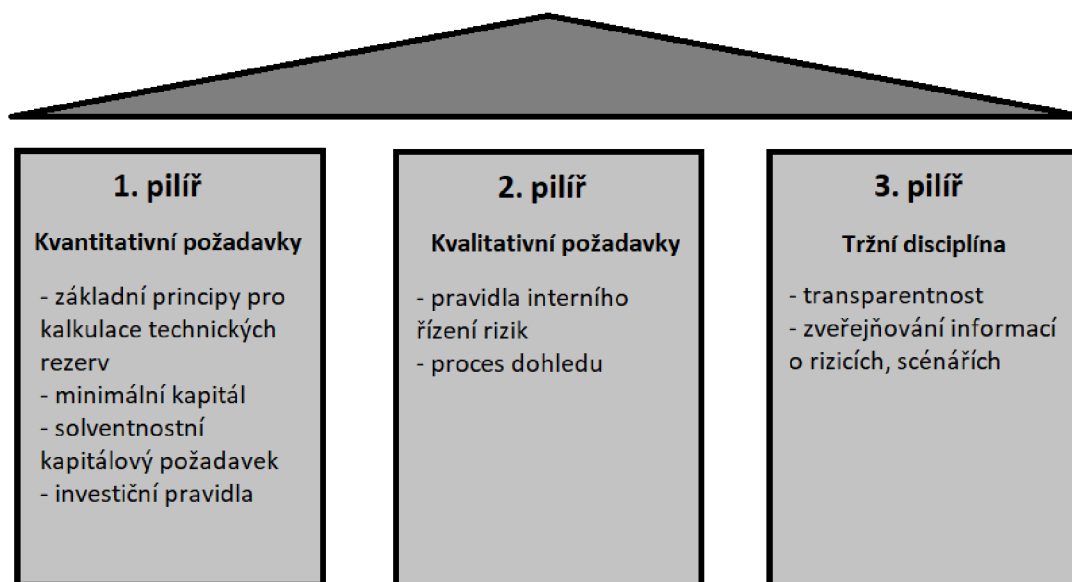 1. pilíř
Kvantitativní požadavky
- základní principy pro
kalkulace technických
rezerv
- minimální kapitál
- solventnostní
kapitálový požadavek
- investiční pravidla
2. pilíř
Kvalitativní požadavky
- pravidla interního
řízení rizik
- proces dohledu
3. pilíř
Tržní disciplína
- transparentnost
- zveřejňování informací
o rizicích, scénářích